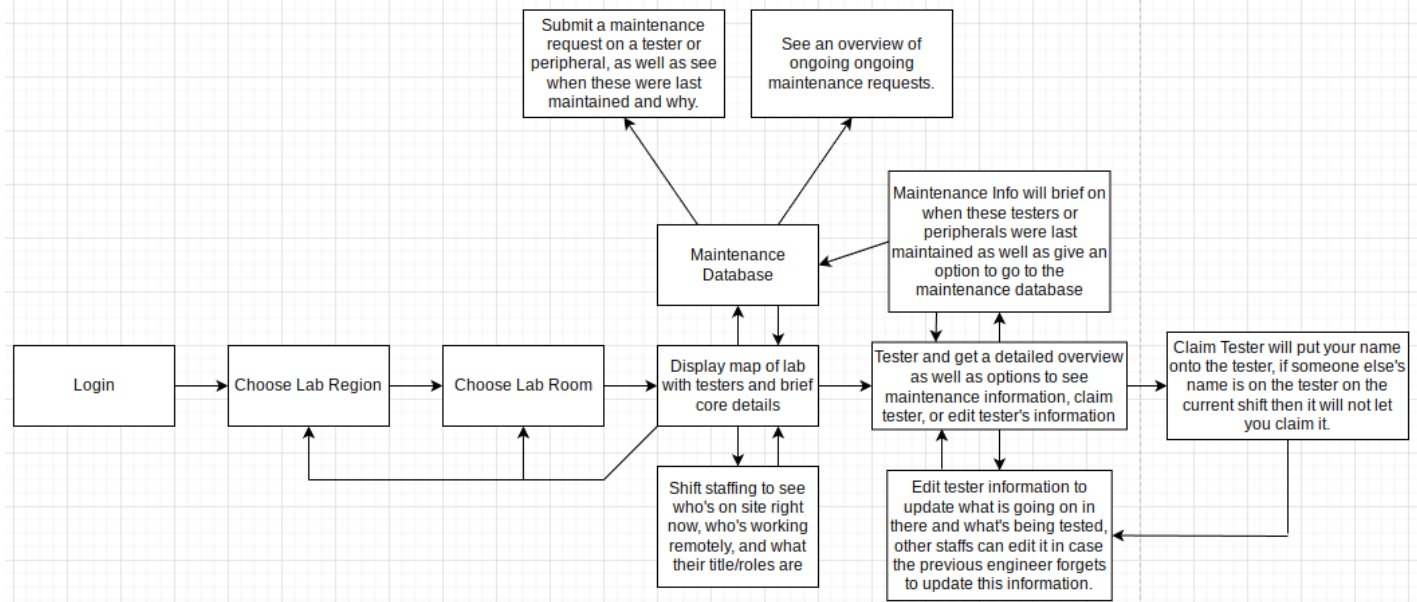 Submit a maintenance
request on a tester or
peripheral, as well as see
when these were last
maintained and why.
See an overview of
ongoing ongoing
maintenance requests.
Maintenance Info will brief on
when these testers or
peripherals were last
maintained as well as give an
option to go to the
maintenance database
Maintenance
Database
Login
Choose Lab Region
Choose Lab Room
Display map of lab
with testers and brief
core details
Tester and get a detailed overview
as well as options to see
maintenance information, claim
tester, or edit tester's information
Claim Tester will put your name
onto the tester, if someone else's
name is on the tester on the
current shift then it will not let
you claim it.
Shift staffing to see
who's on site right
now, who's working
remotely, and what
their title/roles are
Edit tester information to
update what is going on in
there and what's being tested,
other staffs can edit it in case
the previous engineer forgets
to update this information.